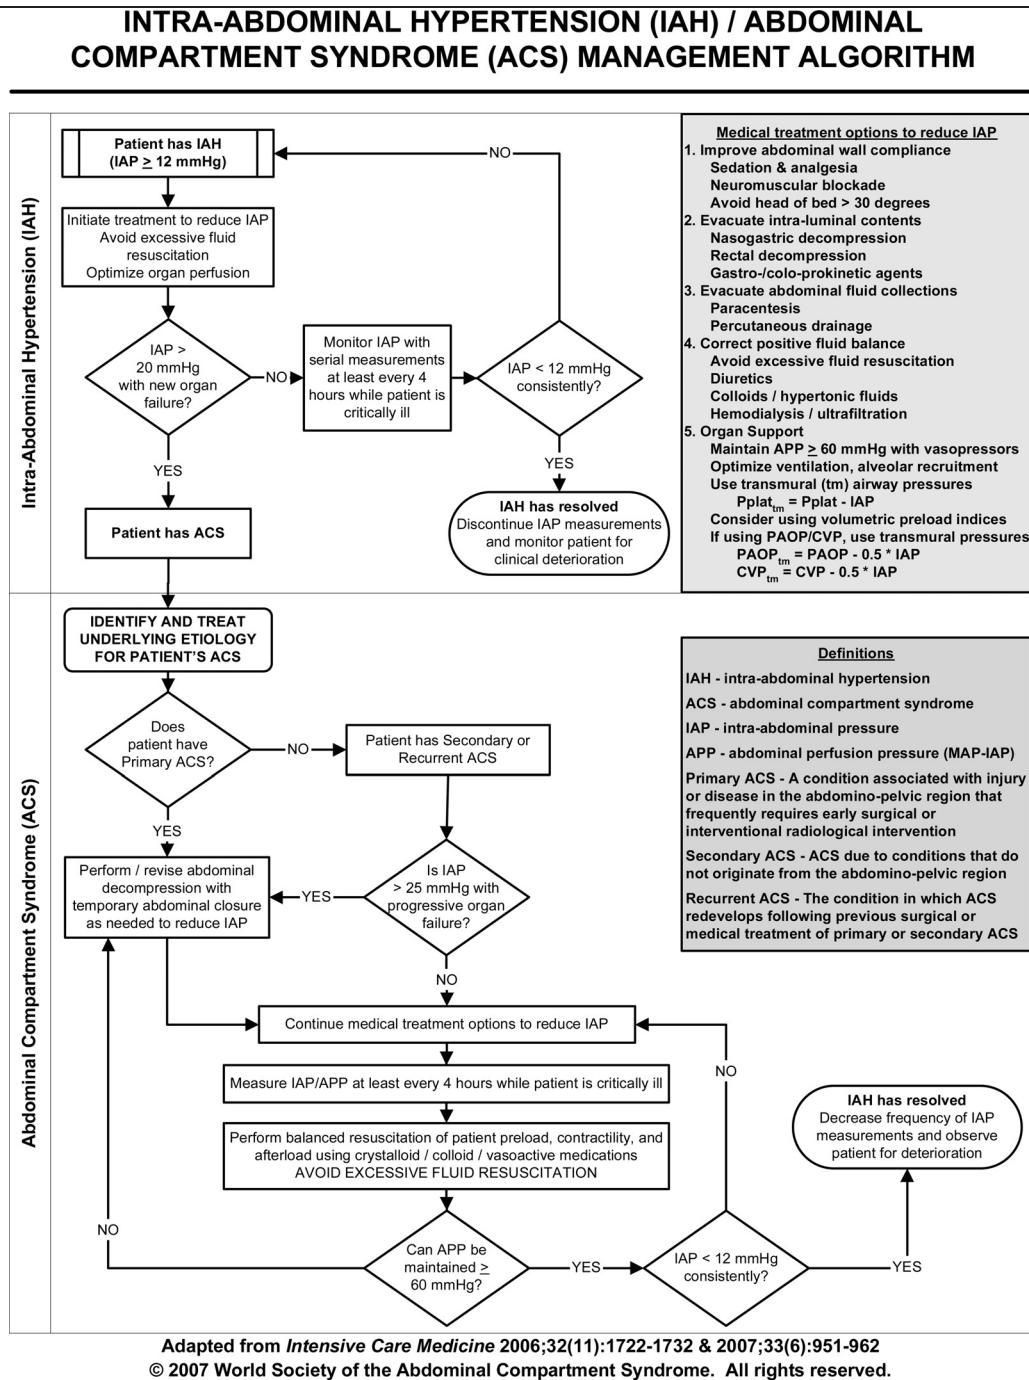 INTRA-ABDOMINAL HYPERTENSION (IAH) / ABDOMINAL
COMPARTMENT SYNDROME (ACS) MANAGEMENT ALGORITHM
Intra-Abdominal Hypertension (IAH)
Patient has IAH
(IAP ≥ 12 mmHg)
NO
Initiate treatment to reduce IAP
Avoid excessive fluid
resuscitation
Optimize organ perfusion
IAP >
20 mmHg
with new organ
failure?
NO
Monitor IAP with
serial measurements
at least every 4
hours while patient is
critically ill
IAP < 12 mmHg
consistently?
YES
YES
Patient has ACS
IAH has resolved
Discontinue IAP measurements
and monitor patient for
clinical deterioration
Medical treatment options to reduce IAP
1. Improve abdominal wall compliance
Sedation & analgesia
Neuromuscular blockade
Avoid head of bed > 30 degrees
2. Evacuate intra-luminal contents
Nasogastric decompression
Rectal decompression
Gastro-/colo-prokinetic agents
3. Evacuate abdominal fluid collections
Paracentesis
Percutaneous drainage
4. Correct positive fluid balance
Avoid excessive fluid resuscitation
Diuretics
Colloids / hypertonic fluids
Hemodialysis / ultrafiltration
5. Organ Support
Maintain APP ≥ 60 mmHg with vasopressors
Optimize ventilation, alveolar recruitment
Use transmural (tm) airway pressures
Pplattm = Pplat - IAP
Consider using volumetric preload indices
If using PAOP/CVP, use transmural pressures
PAOPtm = PAOP - 0.5 * IAP
CVPtm = CVP - 0.5 * IAP
Abdominal Compartment Syndrome (ACS)
IDENTIFY AND TREAT
UNDERLYING ETIOLOGY
FOR PATIENT'S ACS
Does
patient have
Primary ACS?
NO
Patient has Secondary or
Recurrent ACS
YES
Perform / revise abdominal
decompression with
temporary abdominal closure
as needed to reduce IAP
YES
Is IAP
> 25 mmHg with
progressive organ
failure?
NO
Continue medical treatment options to reduce IAP
Measure IAP/APP at least every 4 hours while patient is critically ill
Perform balanced resuscitation of patient preload, contractility, and
afterload using crystalloid / colloid / vasoactive medications
AVOID EXCESSIVE FLUID RESUSCITATION
NO
Can APP be
maintained ≥
60 mmHg?
YES
IAP < 12 mmHg
consistently?
NO
YES
IAH has resolved
Decrease frequency of IAP
measurements and observe
patient for deterioration
Definitions
IAH - intra-abdominal hypertension
ACS - abdominal compartment syndrome
IAP - intra-abdominal pressure
APP - abdominal perfusion pressure (MAP-IAP)
Primary ACS - A condition associated with injury
or disease in the abdomino-pelvic region that
frequently requires early surgical or
interventional radiological intervention
Secondary ACS - ACS due to conditions that do
not originate from the abdomino-pelvic region
Recurrent ACS - The condition in which ACS
redevelops following previous surgical or
medical treatment of primary or secondary ACS
Adapted from Intensive Care Medicine 2006;32(11):1722-1732 & 2007;33(6):951-962
© 2007 World Society of the Abdominal Compartment Syndrome. All rights reserved.